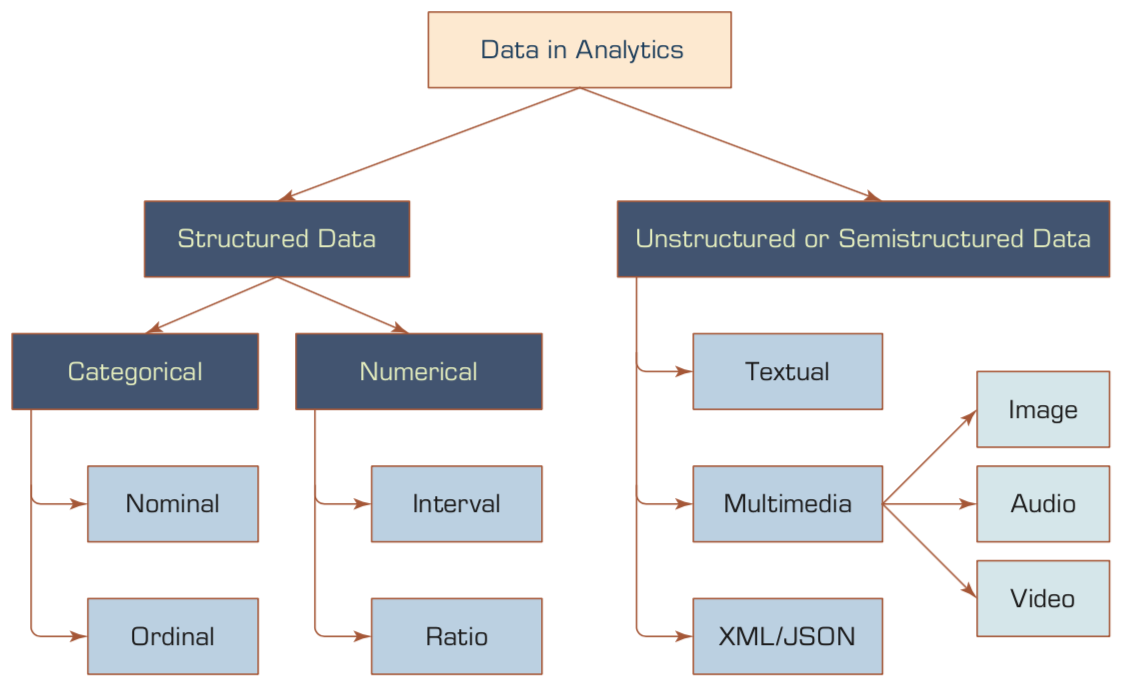 Data in Analytics
Structured Data
Unstructured or Semistructured Data
Categorical
Numerical
Textual
Image
Nominal
Interval
Multimedia
Audio
Video
Ordinal
Ratio
XML/JSON